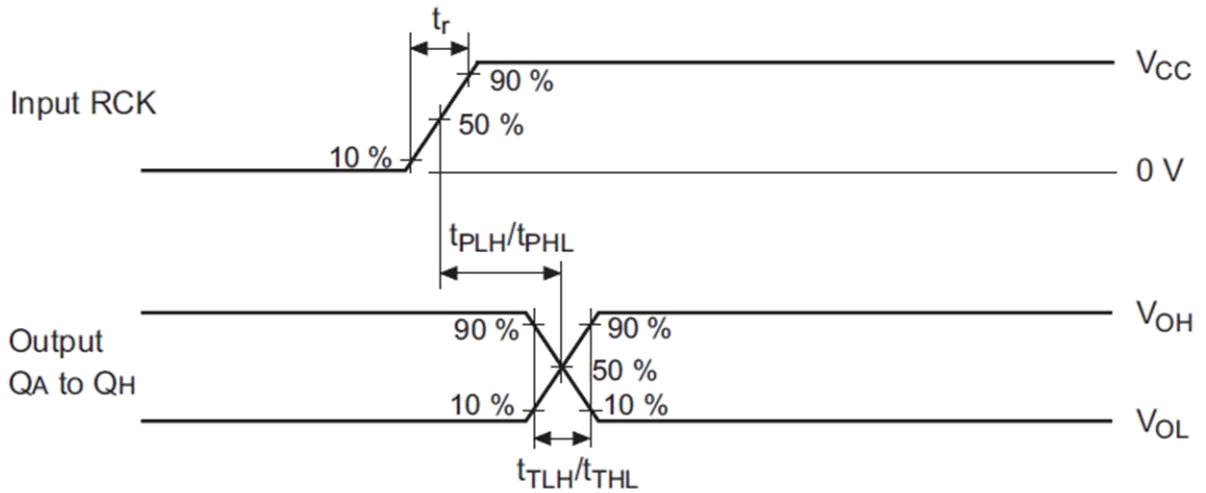 tr
VCC
90 %
Input RCK
50 %
10 %
0 V
tPLH/tPHL
VOH
90 %
90 %
Output
QA to QH
50 %
10 %
10 %
VOL
tTLH/tTHL